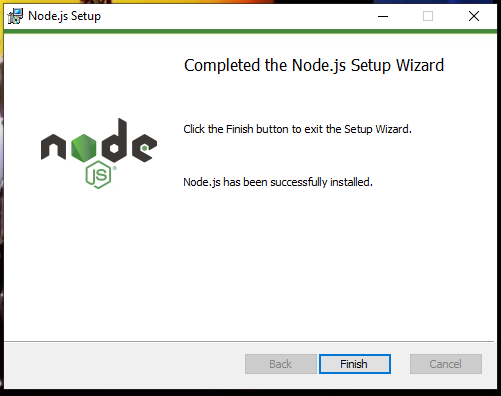 Node.js Setup
Completed the Node.js Setup Wizard
node
JS
Click the Finish button to exit the Setup Wizard.
Node.js has been successfully installed.
Back
Finish
Cancel